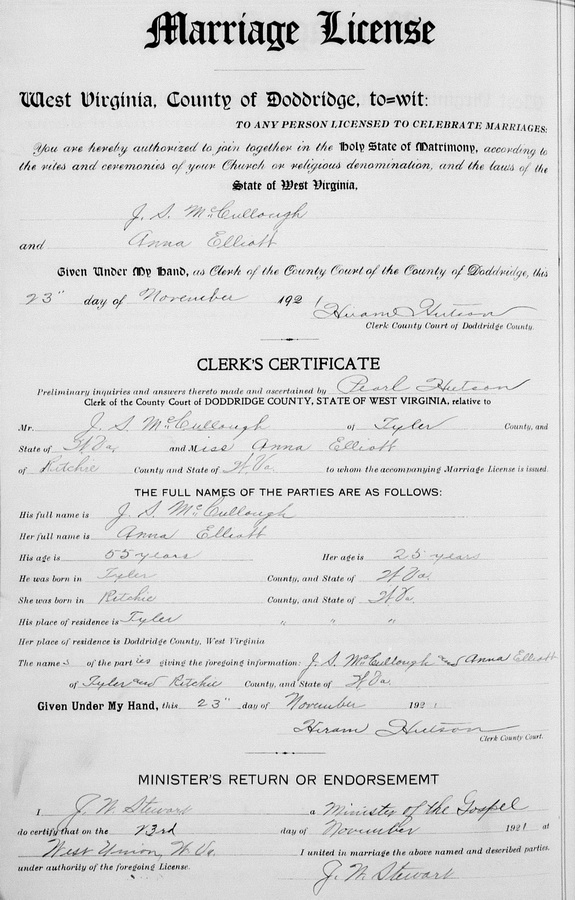 Marriage License
West Virginia, County of Doddridge, to=wit:
TO ANY PERSON LICENSED TO CELEBRATE MARRIAGES:
You are hereby authorized to join together in the Holy State of Matrimony, according to
the rites and ceremonies of your Church or religious denomination, and the laws of the
State of West Virginia,
J. S. McCullough
and Anna Elliott
Given Under My Hand, as Clerk of the County Court of the County of Doddridge, this
23" day of November 1921
Hiram Hutson
Clerk County Court of Doddridge County.
CLERK'S CERTIFICATE
Preliminary inquiries and answers thereto made and ascertained by Pearl Hutson
Clerk of the County Court of DODDRIDGE COUNTY, STATE OF WEST VIRGINIA, relative to
Mr. J. S. McCullough of Tyler County, and
State of W.Va. and Miss Anna Elliott
of Ritchie County and State of W.Va to whom the accompanying Marriage License is issued.
THE FULL NAMES OF THE PARTIES ARE AS FOLLOWS:
His full name is J. S. McCullough
Her full name is Anna Elliott
His age is 55 years Her age is 25 years
He was born in Tyler County, and State of W.Va.
She was born in Ritchie County, and State of W.Va.
His place of residence is Tyler " " "
Her place of residence is Doddridge County, West Virginia
The names of the parties giving the foregoing information: J. S. McCullough and Anna Elliott
of Tyler and Ritchie County, and State of W.Va.
Given Under My Hand, this 23" day of November 1921
Hiram Hutson
Clerk County Court.
MINISTER'S RETURN OR ENDORSEMEMT
I J. W. Stewart a Minister of the Gospel
do certify that on the 23rd day of November 1921 at
West Union, W.Va. I united in marriage the above named and described parties,
under authority of the foregoing License.
J. W. Stewart